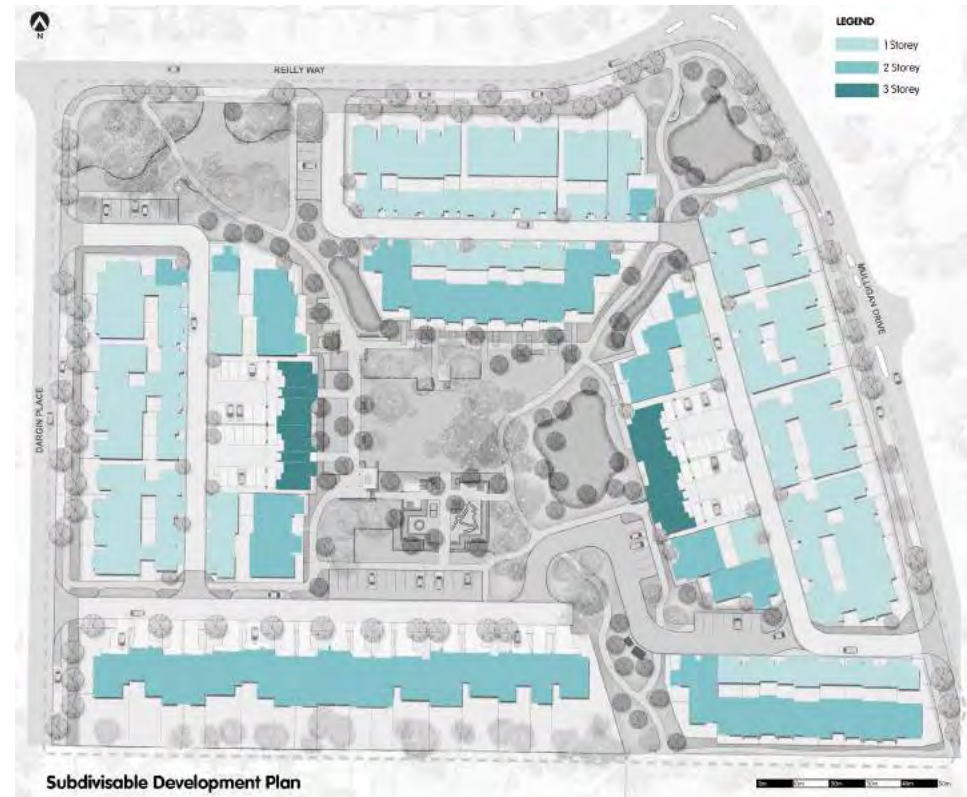 N
LEGEND
1 Storey
2 Storey
3 Storey
REILLY WAY
MULLIGAN DRIVE
DARGIN PLACE
Subdivisable Development Plan